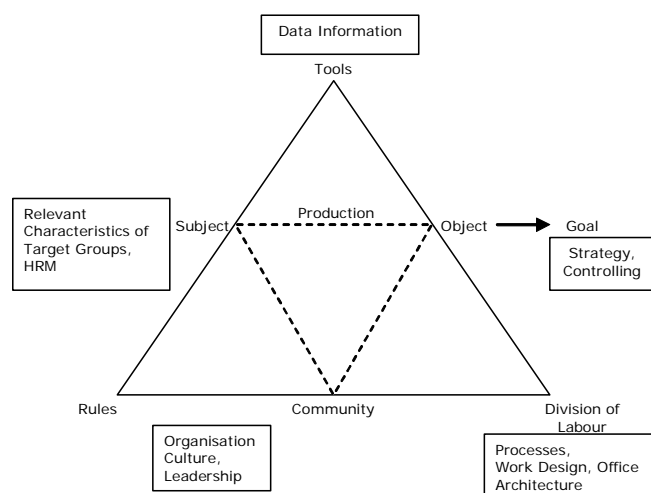 Data Information
Tools
Relevant
Characteristics of
Target Groups,
HRM
Subject
Production
Object
Goal
Strategy,
Controlling
Rules
Community
Division of
Labour
Organisation
Culture,
Leadership
Processes,
Work Design, Office
Architecture